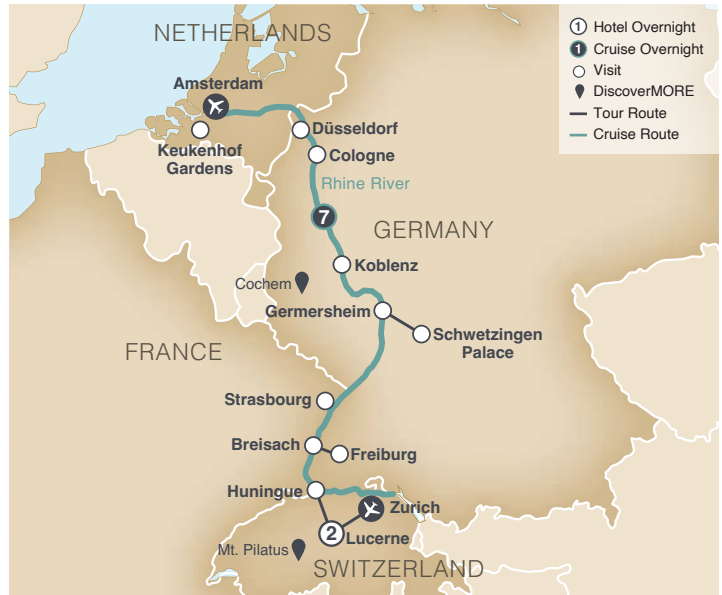 NETHERLANDS
Amsterdam
Keukenhof
Gardens
Düsseldorf
Cologne
Rhine River
7
GERMANY
Koblenz
Cochem
Germersheim
Schwetzingen
Palace
FRANCE
Strasbourg
Breisach
Freiburg
Huningue
Zurich
2
Lucerne
Mt. Pilatus
SWITZERLAND
1 Hotel Overnight
1 Cruise Overnight
Visit
DiscoverMORE
Tour Route
Cruise Route